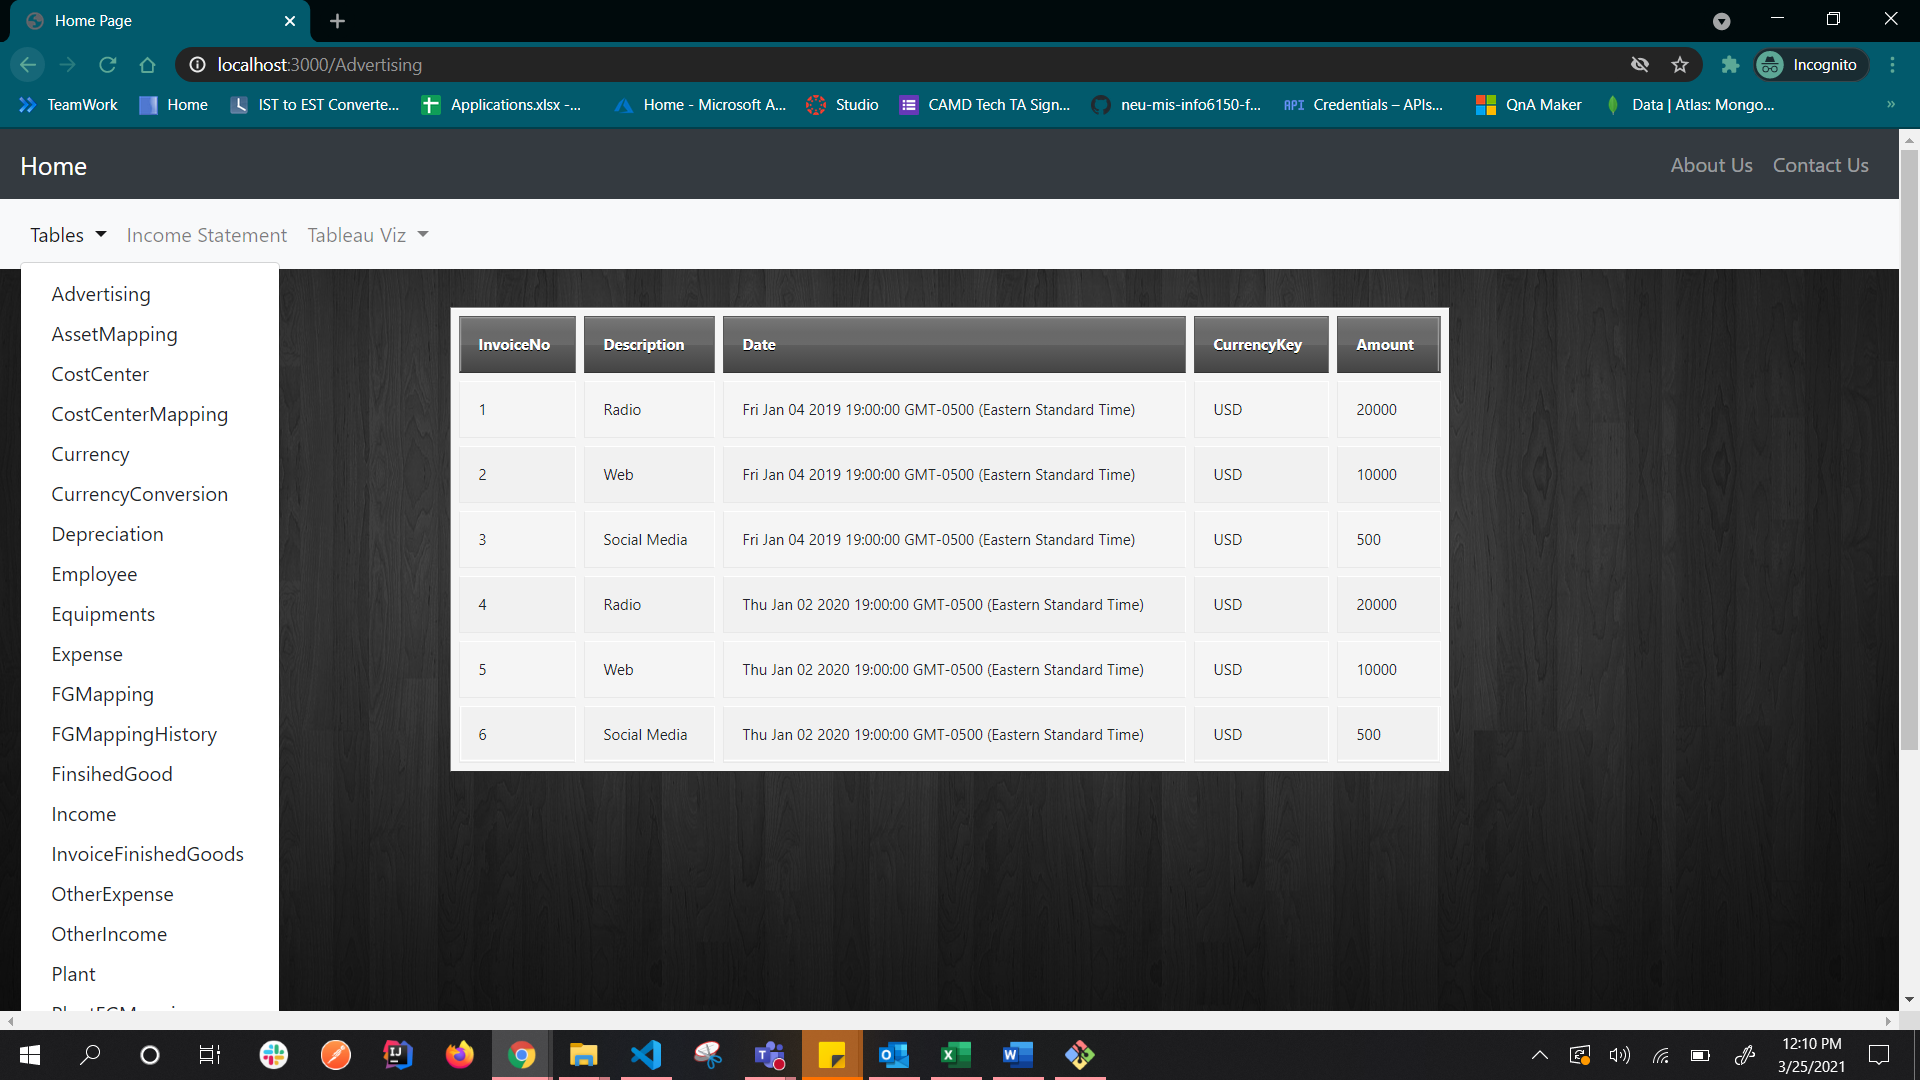 Home Page
localhost:3000/Advertising
Incognito
TeamWork Home IST to EST Converte... Applications.xlsx -... Home - Microsoft A... Studio CAMD Tech TA Sign... neu-mis-info6150-f... API Credentials – APIs... QnA Maker Data | Atlas: Mongo... »
Home About Us Contact Us
Tables Income Statement Tableau Viz
Advertising
AssetMapping
CostCenter
CostCenterMapping
Currency
CurrencyConversion
Depreciation
Employee
Equipments
Expense
FGMapping
FGMappingHistory
FinsihedGood
Income
InvoiceFinishedGoods
OtherExpense
OtherIncome
Plant
InvoiceNo Description Date CurrencyKey Amount
1 Radio Fri Jan 04 2019 19:00:00 GMT-0500 (Eastern Standard Time) USD 20000
2 Web Fri Jan 04 2019 19:00:00 GMT-0500 (Eastern Standard Time) USD 10000
3 Social Media Fri Jan 04 2019 19:00:00 GMT-0500 (Eastern Standard Time) USD 500
4 Radio Thu Jan 02 2020 19:00:00 GMT-0500 (Eastern Standard Time) USD 20000
5 Web Thu Jan 02 2020 19:00:00 GMT-0500 (Eastern Standard Time) USD 10000
6 Social Media Thu Jan 02 2020 19:00:00 GMT-0500 (Eastern Standard Time) USD 500
12:10 PM
3/25/2021